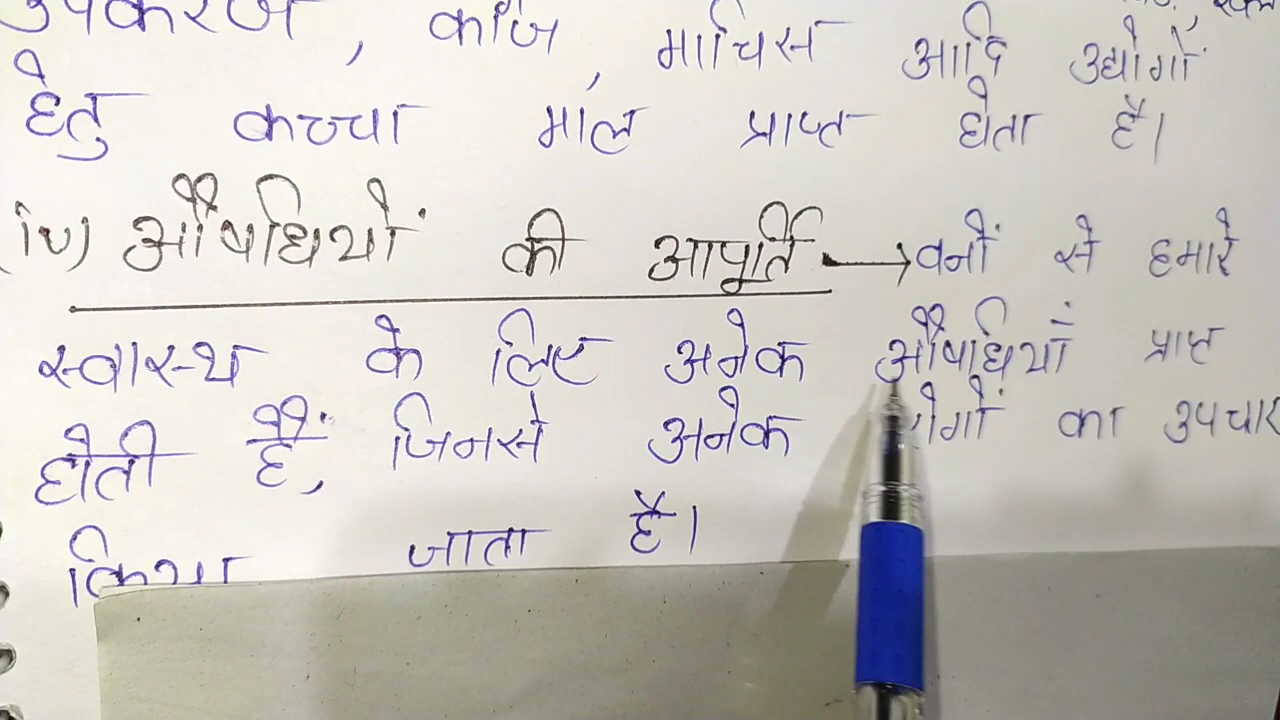 उपकरण, कागज, माचिस आदि उद्योगों
हेतु कच्चा माल प्राप्त होता है।
(iv) औषधियों की आपूर्ति → वनों से हमारे
स्वास्थ के लिए अनेक औषधियाँ प्राप्त
होती हैं, जिनसे अनेक रोगों का उपचार
किया जाता है।